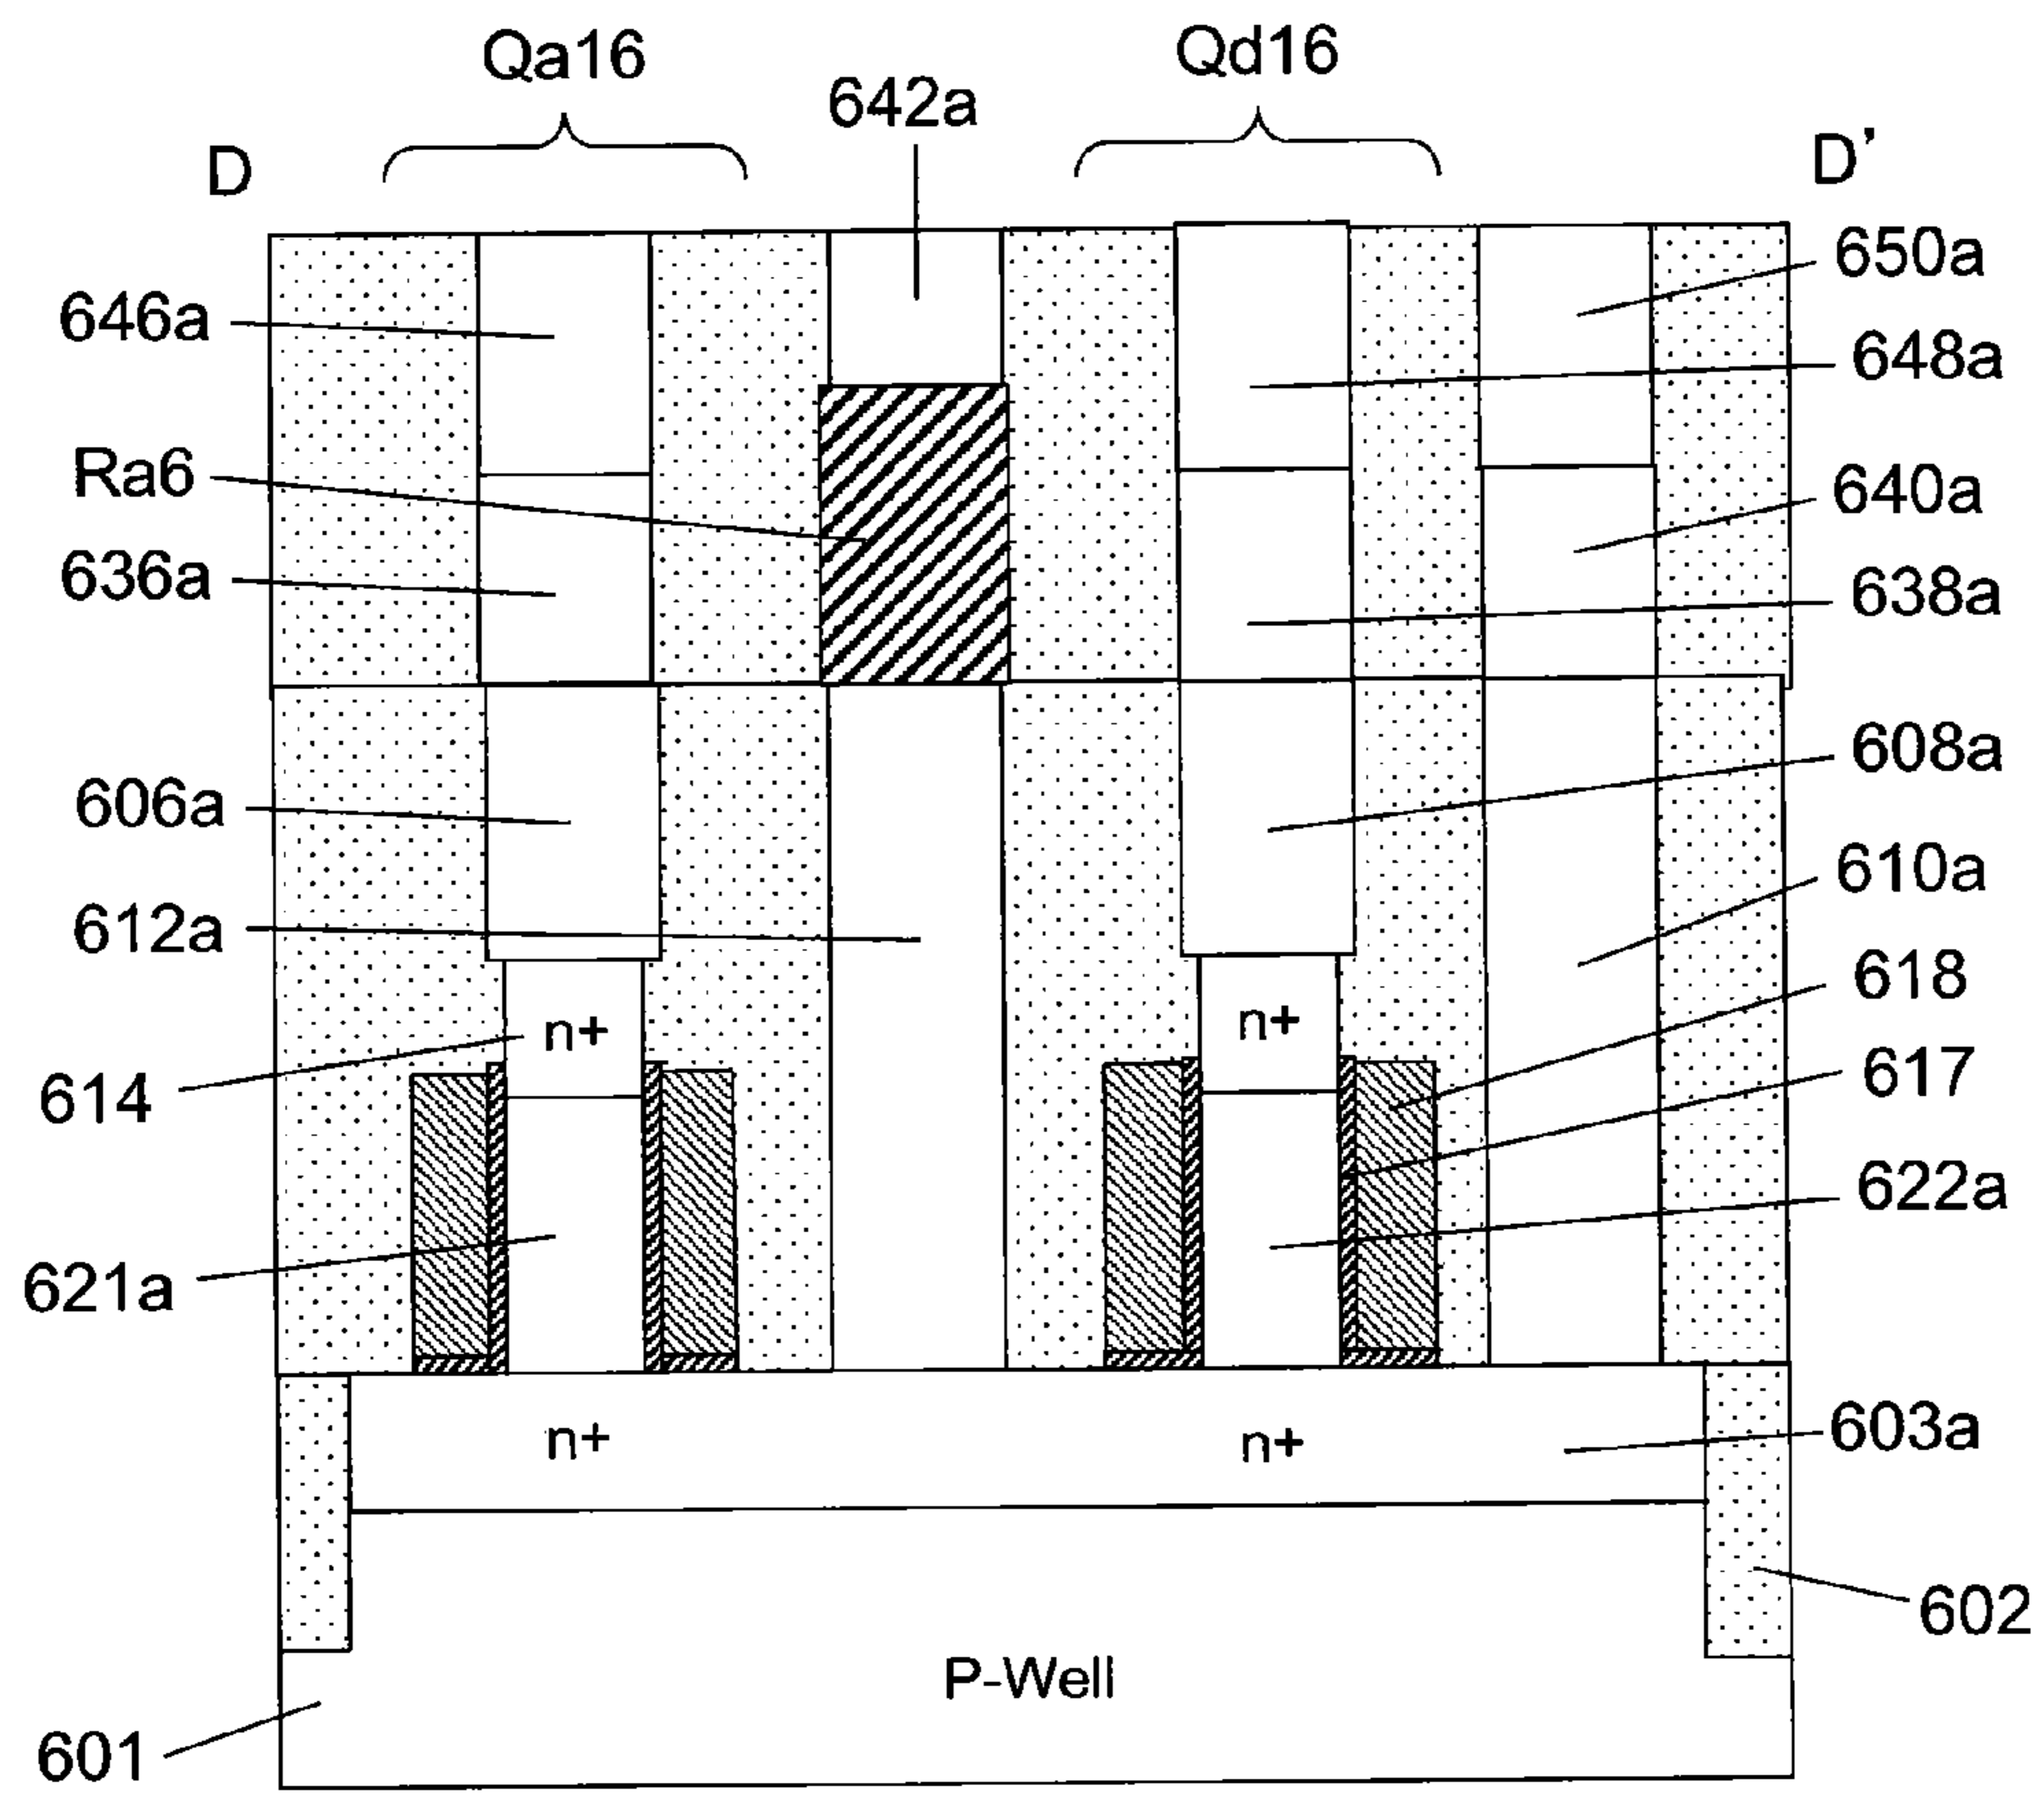 Qa16
Qd16
642a
D
D’
650a
646a
648a
Ra6
640a
636a
638a
608a
606a
610a
612a
618
n+
n+
614
617
622a
621a
603a
n+
n+
602
P-Well
601